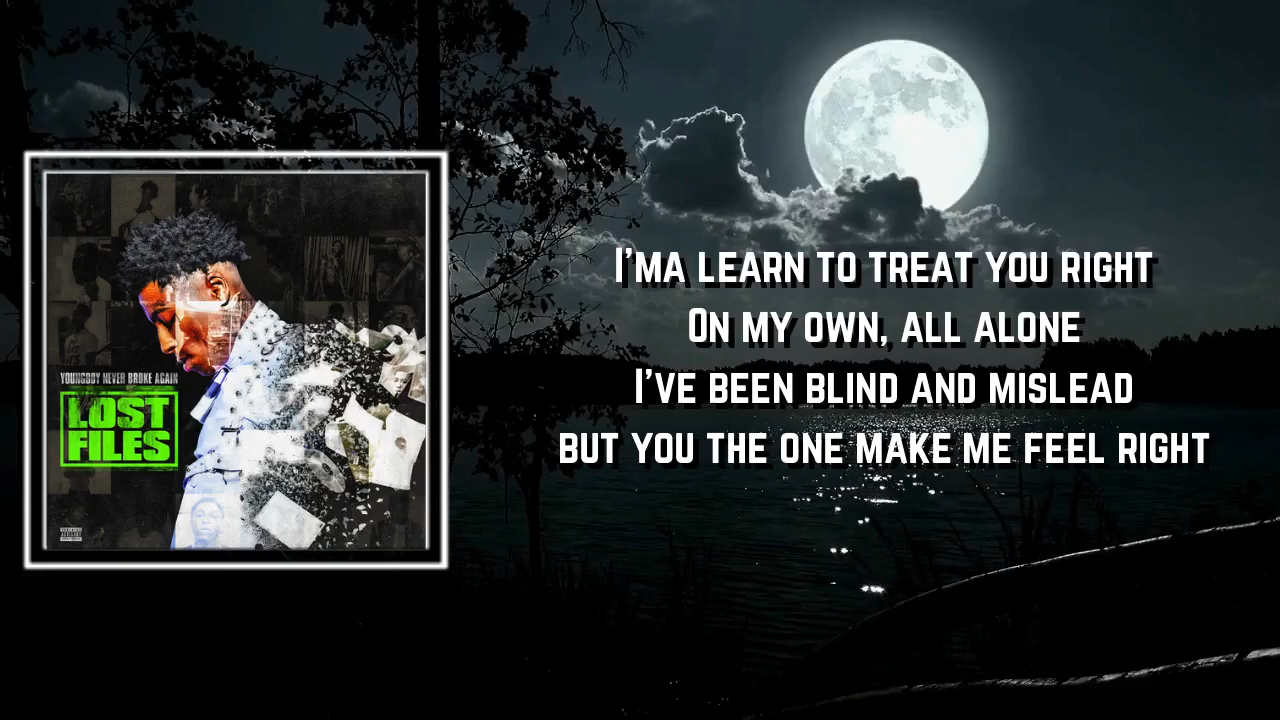 YOUNGBOY NEVER BROKE AGAIN
LOST
FILES
I'MA LEARN TO TREAT YOU RIGHT
ON MY OWN, ALL ALONE
I'VE BEEN BLIND AND MISLEAD
BUT YOU THE ONE MAKE ME FEEL RIGHT